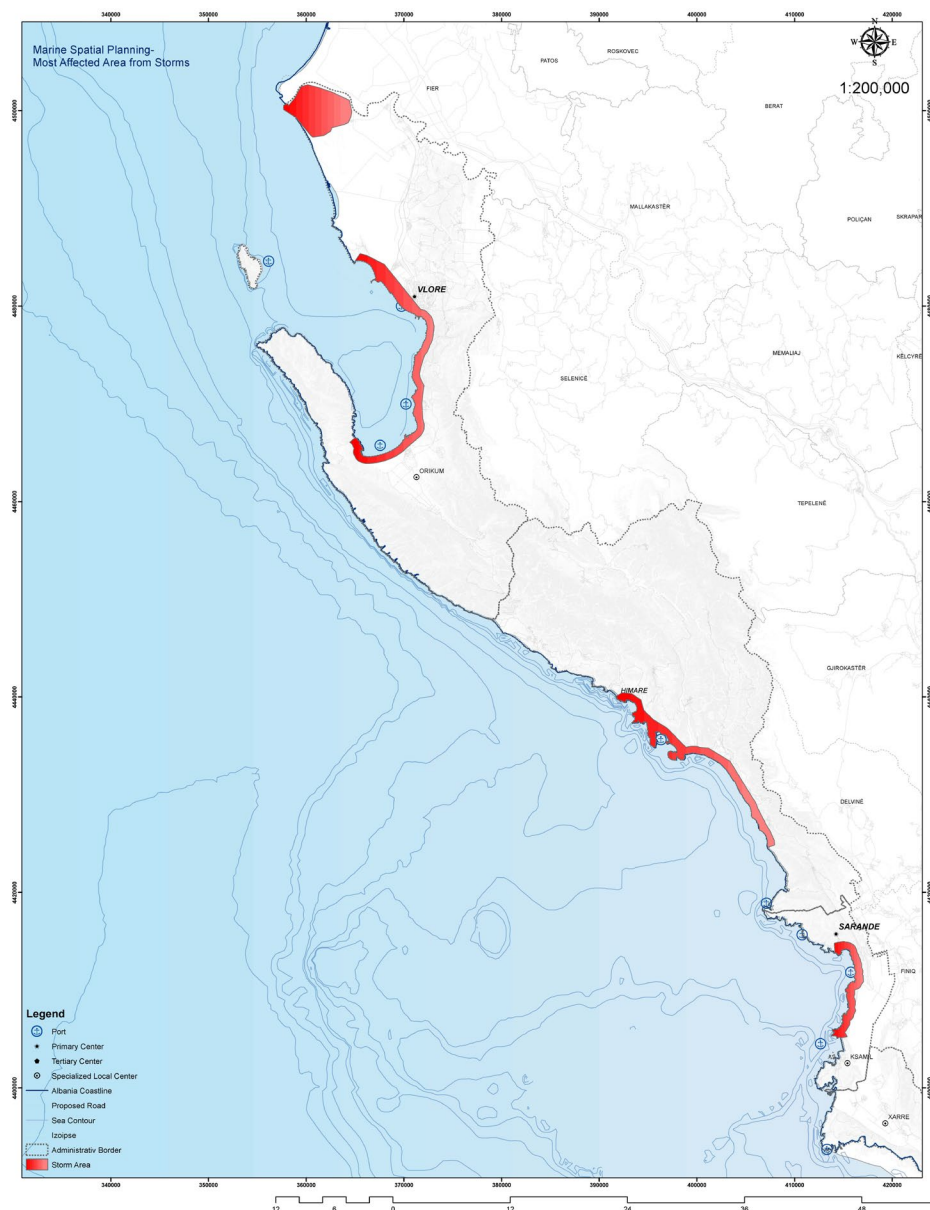 340000 350000 360000 370000 380000 390000 400000 410000 420000
Marine Spatial Planning-
Most Affected Area from Storms
N
W E
S
1:200,000
ROSKOVEC
PATOS
FIER
BERAT
MALLAKASTËR
POLIÇAN
SKRAPAR
VLORE
MEMALIAJ
KËLCYRË
SELENICË
ORIKUM
TEPELENË
GJIROKASTËR
HIMARE
DELVINË
SARANDE
FINIQ
KSAMIL
XARRE
Legend
Port
Primary Center
Tertiary Center
Specialized Local Center
Albania Coastline
Proposed Road
Sea Contour
Izoipse
Administrativ Border
Storm Area
340000 350000 360000 370000 380000 390000 400000 410000 420000
12 6 0 12 24 36 48